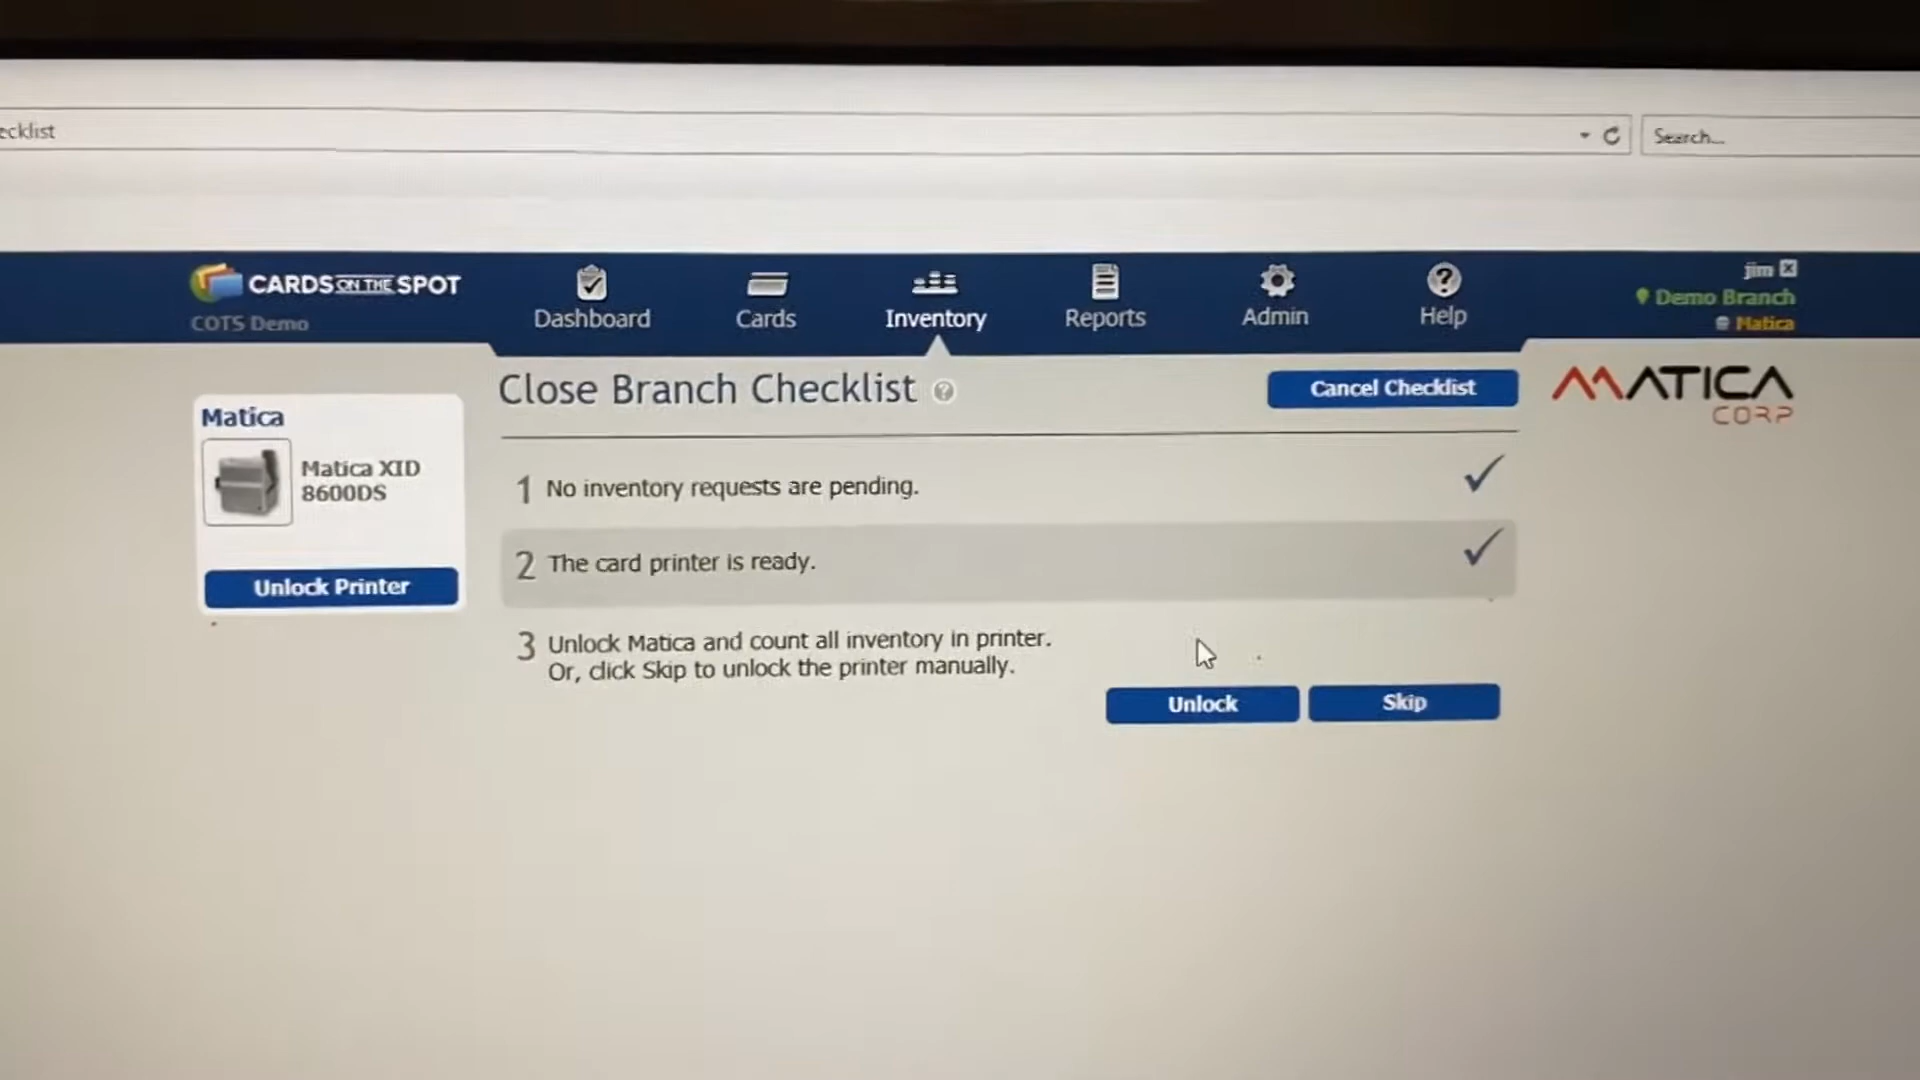 ecklist
Search...
CARDS ON THE SPOT
COTS Demo
Dashboard
Cards
Inventory
Reports
Admin
Help
jim
Demo Branch
Matica
MATICA
CORP
Close Branch Checklist
Cancel Checklist
Matica
Matica XID
8600DS
Unlock Printer
1 No inventory requests are pending.
2 The card printer is ready.
3 Unlock Matica and count all inventory in printer.
Or, click Skip to unlock the printer manually.
Unlock
Skip